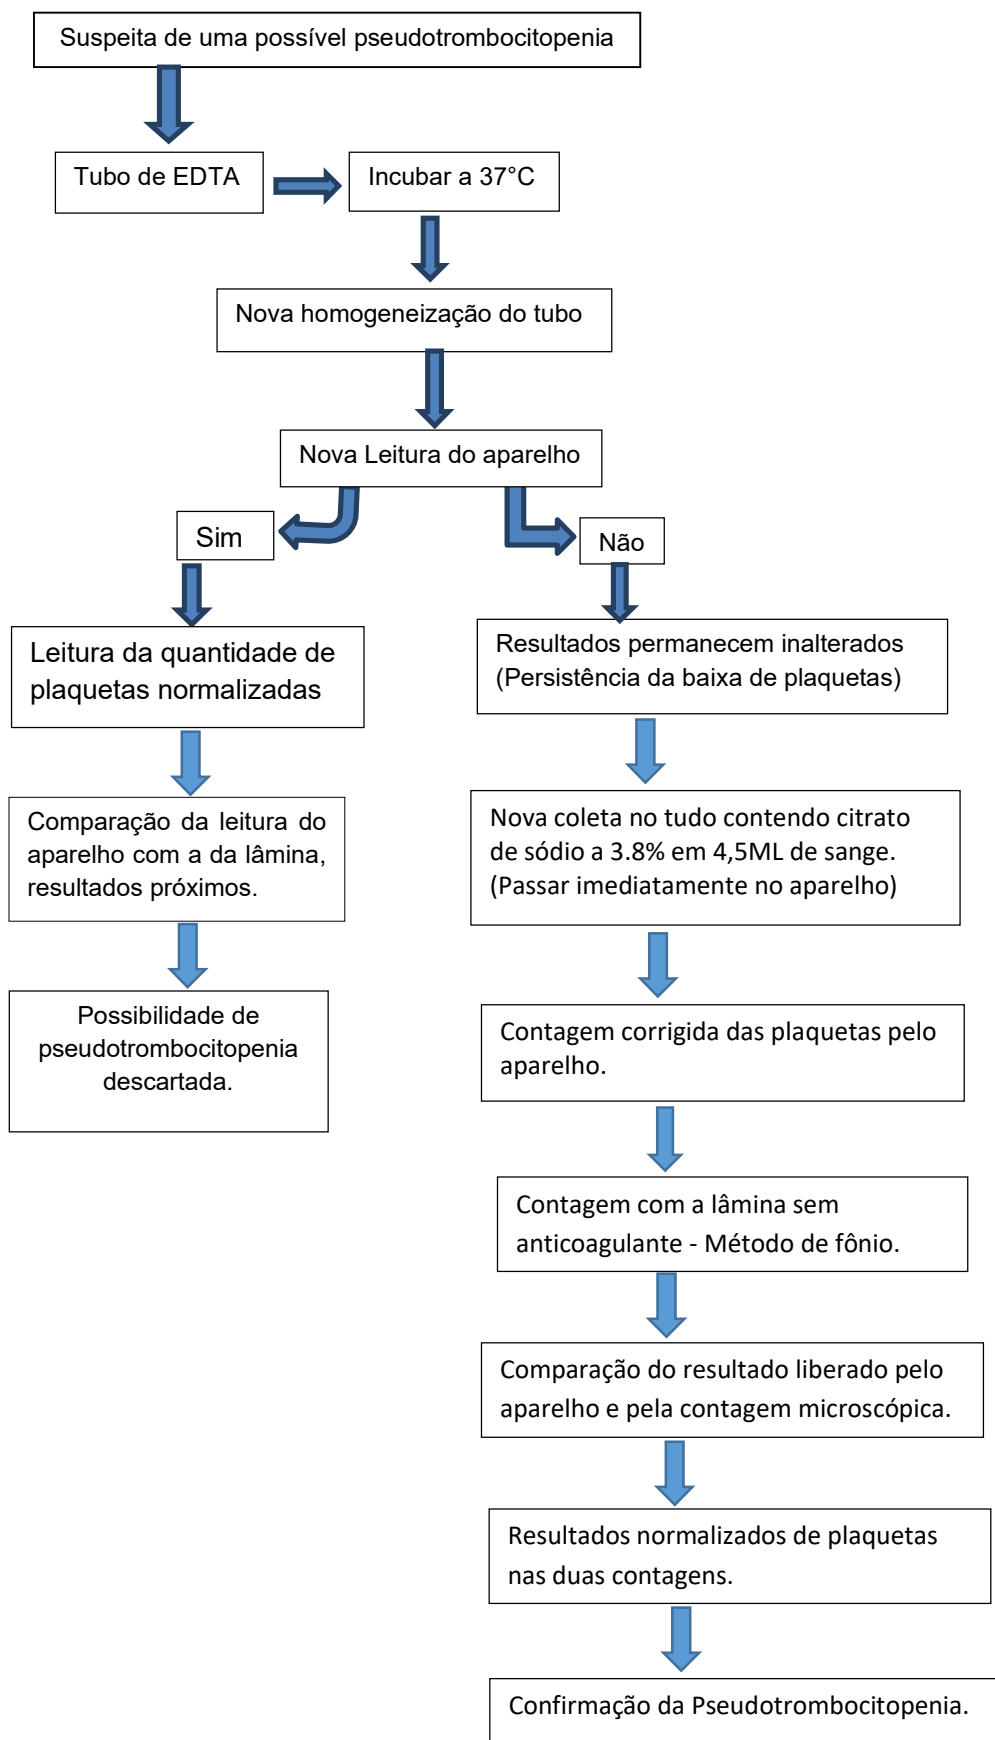 Suspeita de uma possível pseudotrombocitopenia
Tubo de EDTA
Incubar a 37°C
Nova homogeneização do tubo
Nova Leitura do aparelho
Sim
Não
Leitura da quantidade de
plaquetas normalizadas
Comparação da leitura do
aparelho com a da lâmina,
resultados próximos.
Possibilidade de
pseudotrombocitopenia
descartada.
Resultados permanecem inalterados
(Persistência da baixa de plaquetas)
Nova coleta no tudo contendo citrato
de sódio a 3.8% em 4,5ML de sange.
(Passar imediatamente no aparelho)
Contagem corrigida das plaquetas pelo
aparelho.
Contagem com a lâmina sem
anticoagulante - Método de fônio.
Comparação do resultado liberado pelo
aparelho e pela contagem microscópica.
Resultados normalizados de plaquetas
nas duas contagens.
Confirmação da Pseudotrombocitopenia.